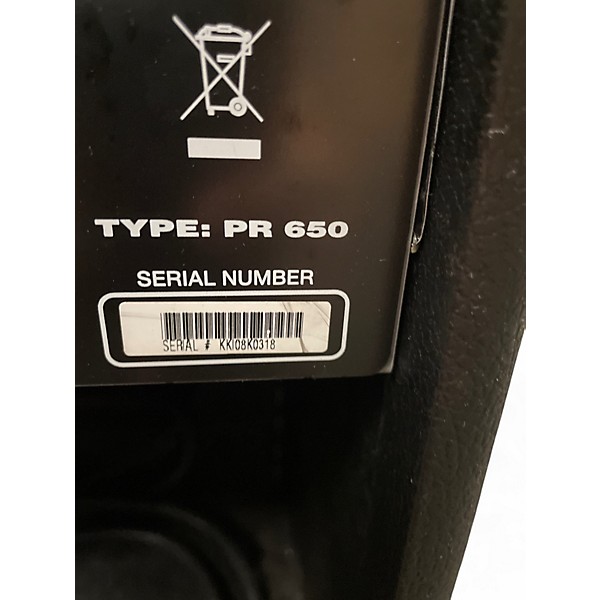 TYPE: PR 650
SERIAL NUMBER
SERIAL # KKI08K0318